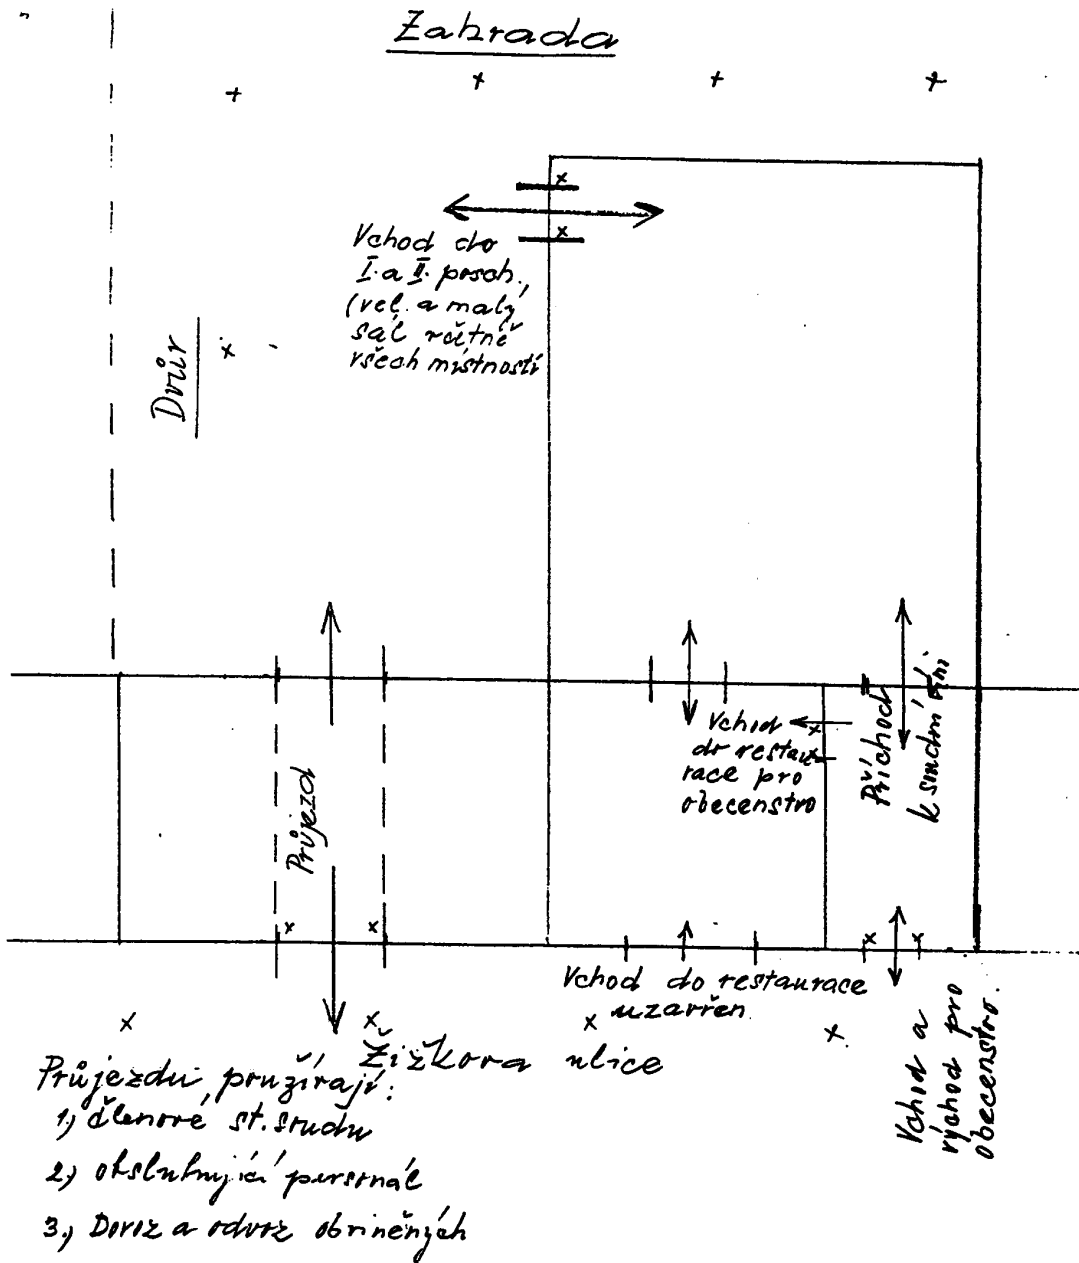 Zahrada
Vchod do
I. a II. posch.,
(vel. a malý
sál včetně
všech místností
Dvůr
Vchod
do restau-
race pro
obecenstvo
Příchod
k soudní síni
Průjezd
Vchod do restaurace
uzavřen
Žižkova ulice
Vchod a
východ pro
obecenstvo.
Průjezdu používají:
1) členové st. soudu
2) obsluhující personál
3.) Dovoz a odvoz obviněných